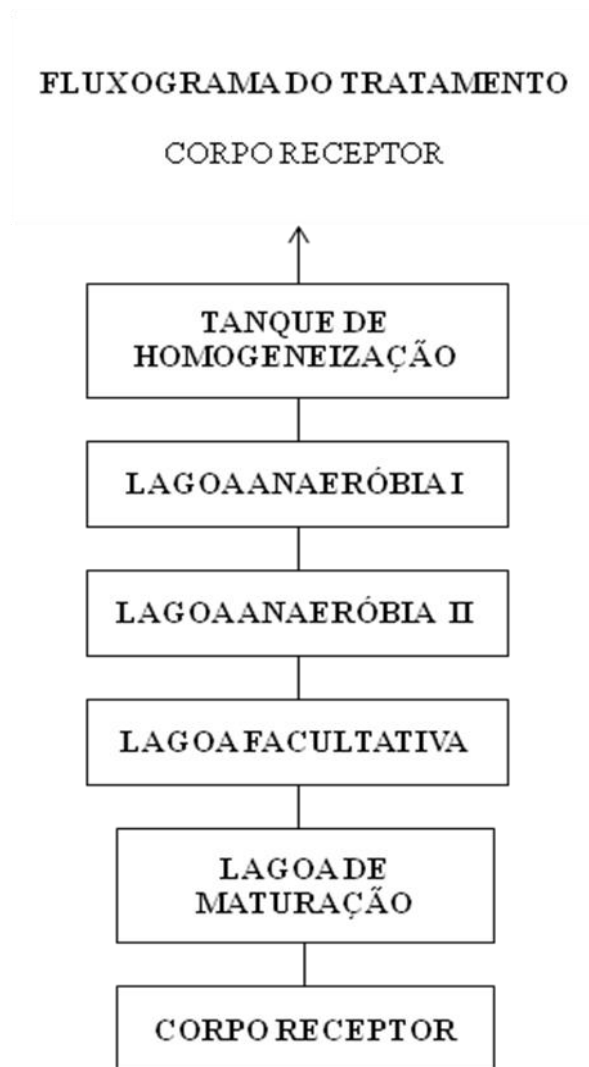 FLUXOGRAMA DO TRATAMENTO
CORPO RECEPTOR
TANQUE DE
HOMOGENEIZAÇÃO
LAGOA ANAERÓBIA I
LAGOA ANAERÓBIA II
LAGOA FACULTATIVA
LAGOA DE
MATURAÇÃO
CORPO RECEPTOR